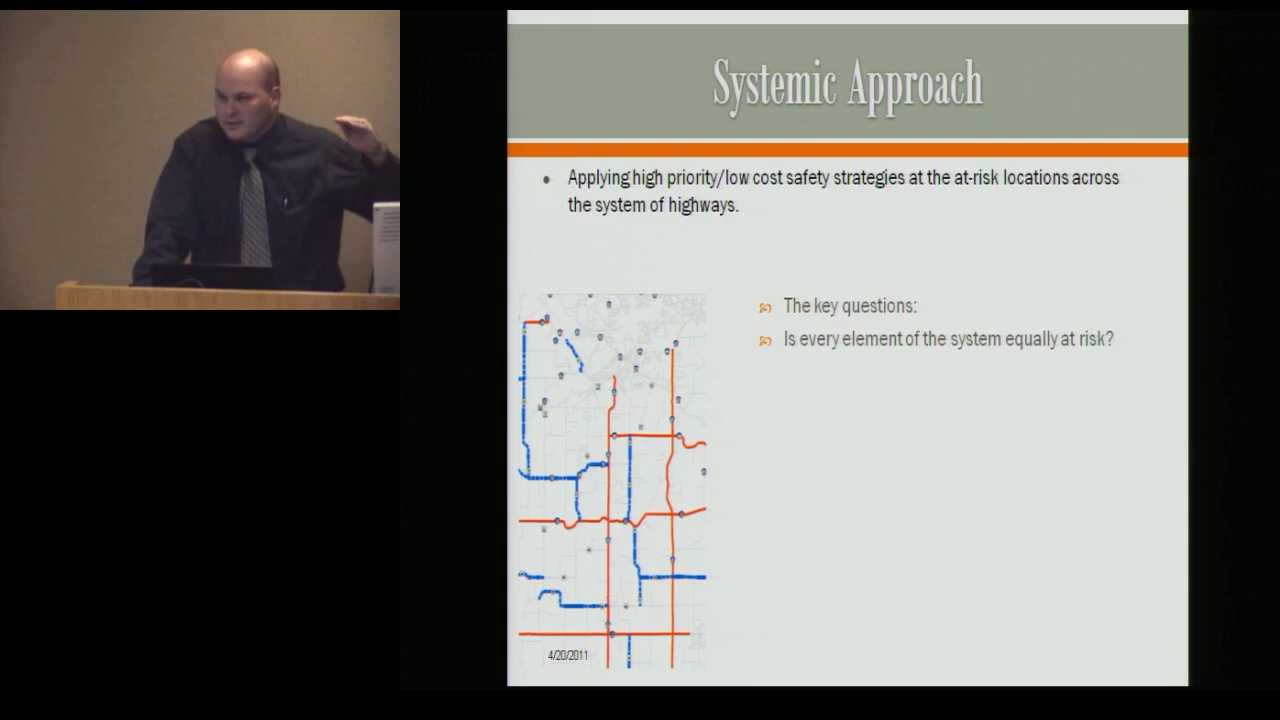 Systemic Approach
Applying high priority/low cost safety strategies at the at-risk locations across
the system of highways.
The key questions:
Is every element of the system equally at risk?
4/20/2011